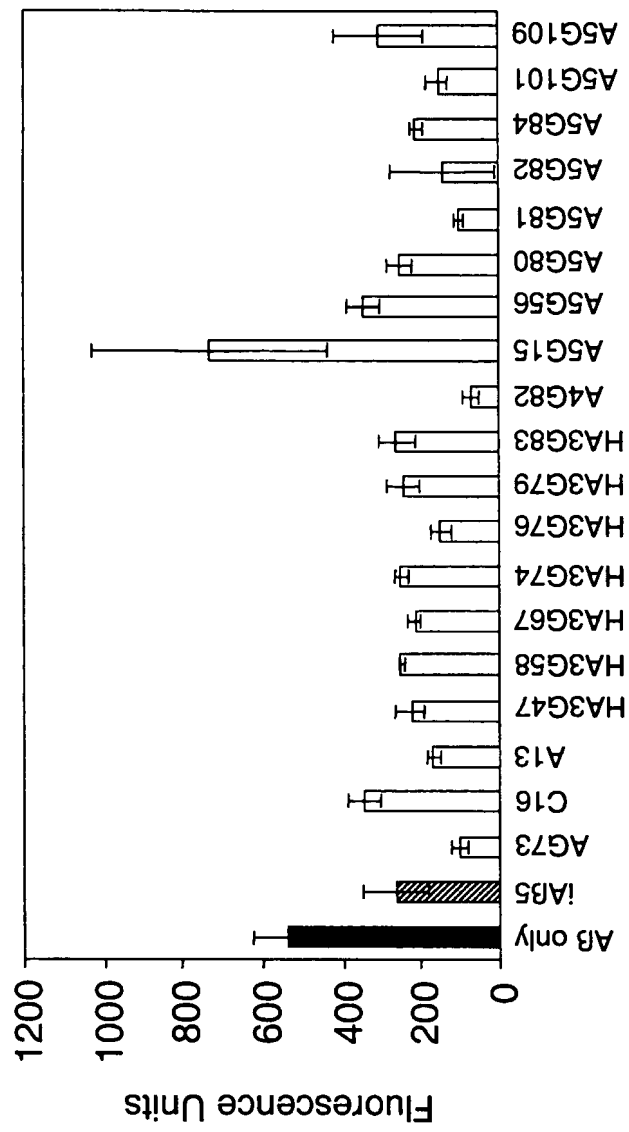 Fluorescence Units
1200
1000
800
600
400
200
0
Aβ only
iAβ5
AG73
C16
A13
HA3G47
HA3G58
HA3G67
HA3G74
HA3G76
HA3G79
HA3G83
A4G82
A5G15
A5G56
A5G80
A5G81
A5G82
A5G84
A5G101
A5G109